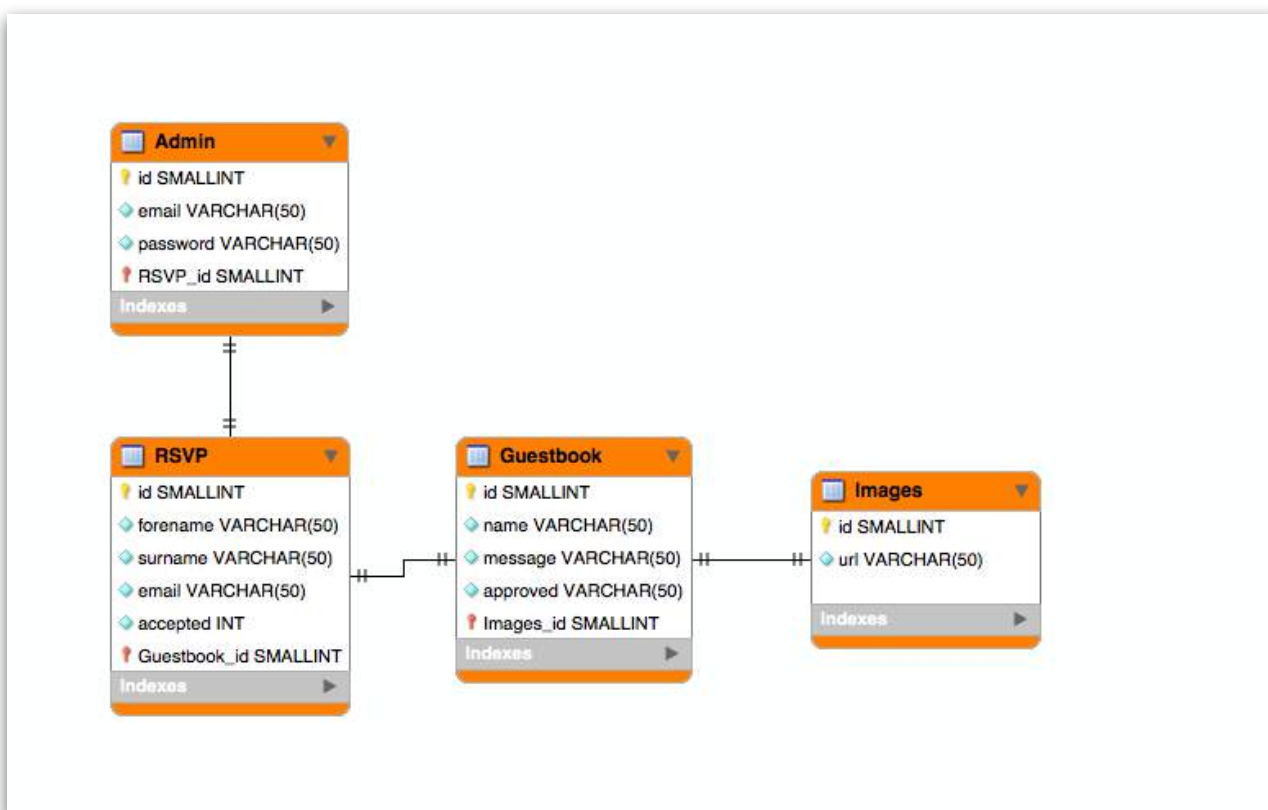 Admin
id SMALLINT
email VARCHAR(50)
password VARCHAR(50)
RSVP_id SMALLINT
Indexes
RSVP
id SMALLINT
forename VARCHAR(50)
surname VARCHAR(50)
email VARCHAR(50)
accepted INT
Guestbook_id SMALLINT
Indexes
Guestbook
id SMALLINT
name VARCHAR(50)
message VARCHAR(50)
approved VARCHAR(50)
Images_id SMALLINT
Indexes
Images
id SMALLINT
url VARCHAR(50)
Indexes